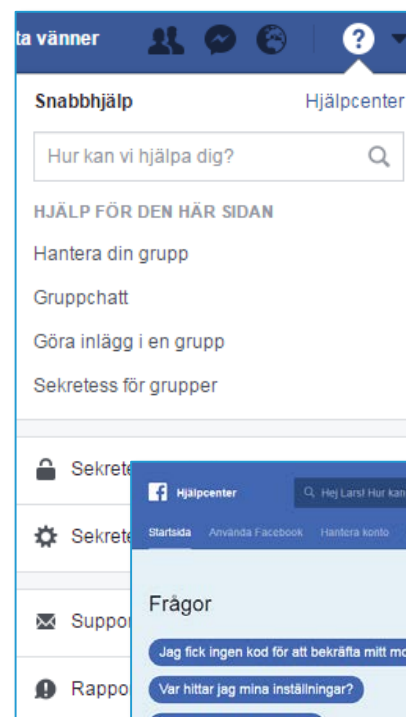 ta vänner
Snabbhjälp Hjälpcenter
Hur kan vi hjälpa dig?
HJÄLP FÖR DEN HÄR SIDAN
Hantera din grupp
Gruppchatt
Göra inlägg i en grupp
Sekretess för grupper
Sekrete
Sekrete
Suppor
Rappo
Hjälpcenter Hej Lars! Hur kan
Startsida Använda Facebook Hantera konto
Frågor
Jag fick ingen kod för att bekräfta mitt mo
Var hittar jag mina inställningar?